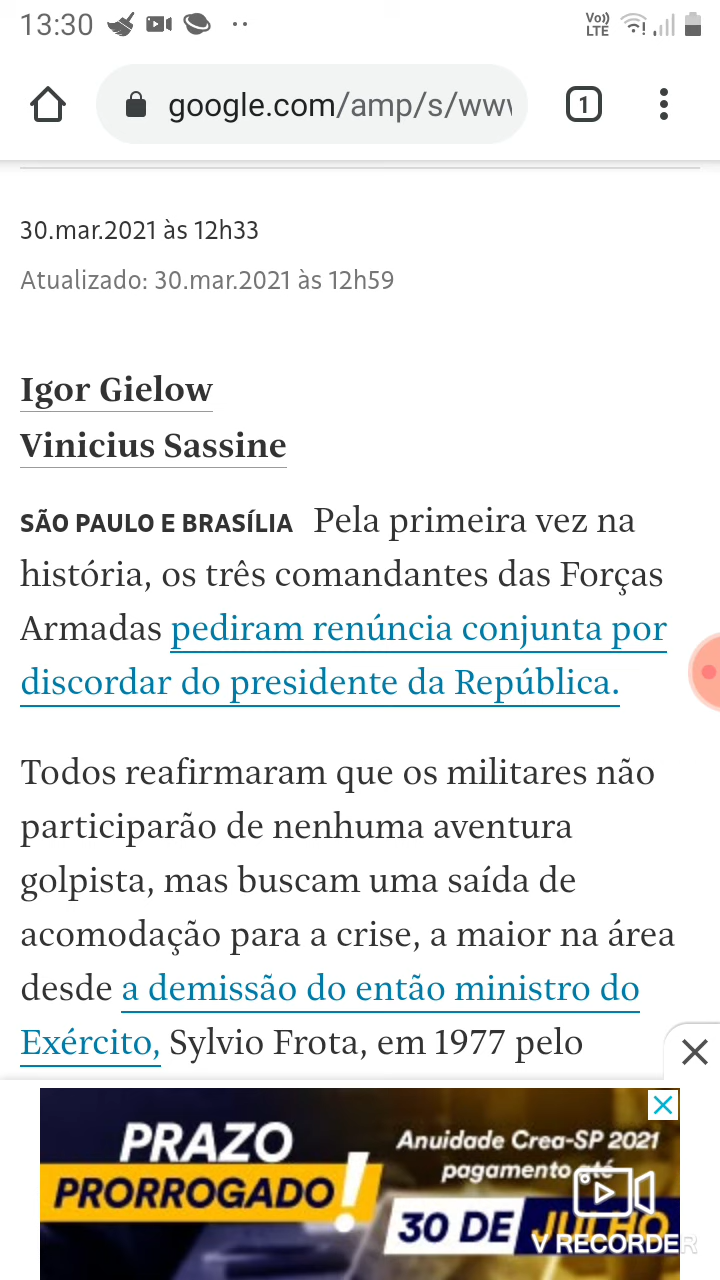 13:30
Vo))
LTE
google.com/amp/s/www
1
30.mar.2021 às 12h33
Atualizado: 30.mar.2021 às 12h59
Igor Gielow
Vinicius Sassine
SÃO PAULO E BRASÍLIA Pela primeira vez na
história, os três comandantes das Forças
Armadas pediram renúncia conjunta por
discordar do presidente da República.
Todos reafirmaram que os militares não
participarão de nenhuma aventura
golpista, mas buscam uma saída de
acomodação para a crise, a maior na área
desde a demissão do então ministro do
Exército, Sylvio Frota, em 1977 pelo
PRAZO
PRORROGADO!
Anuidade Crea-SP 2021
pagamento até
30 DE JULHO
V RECORDER